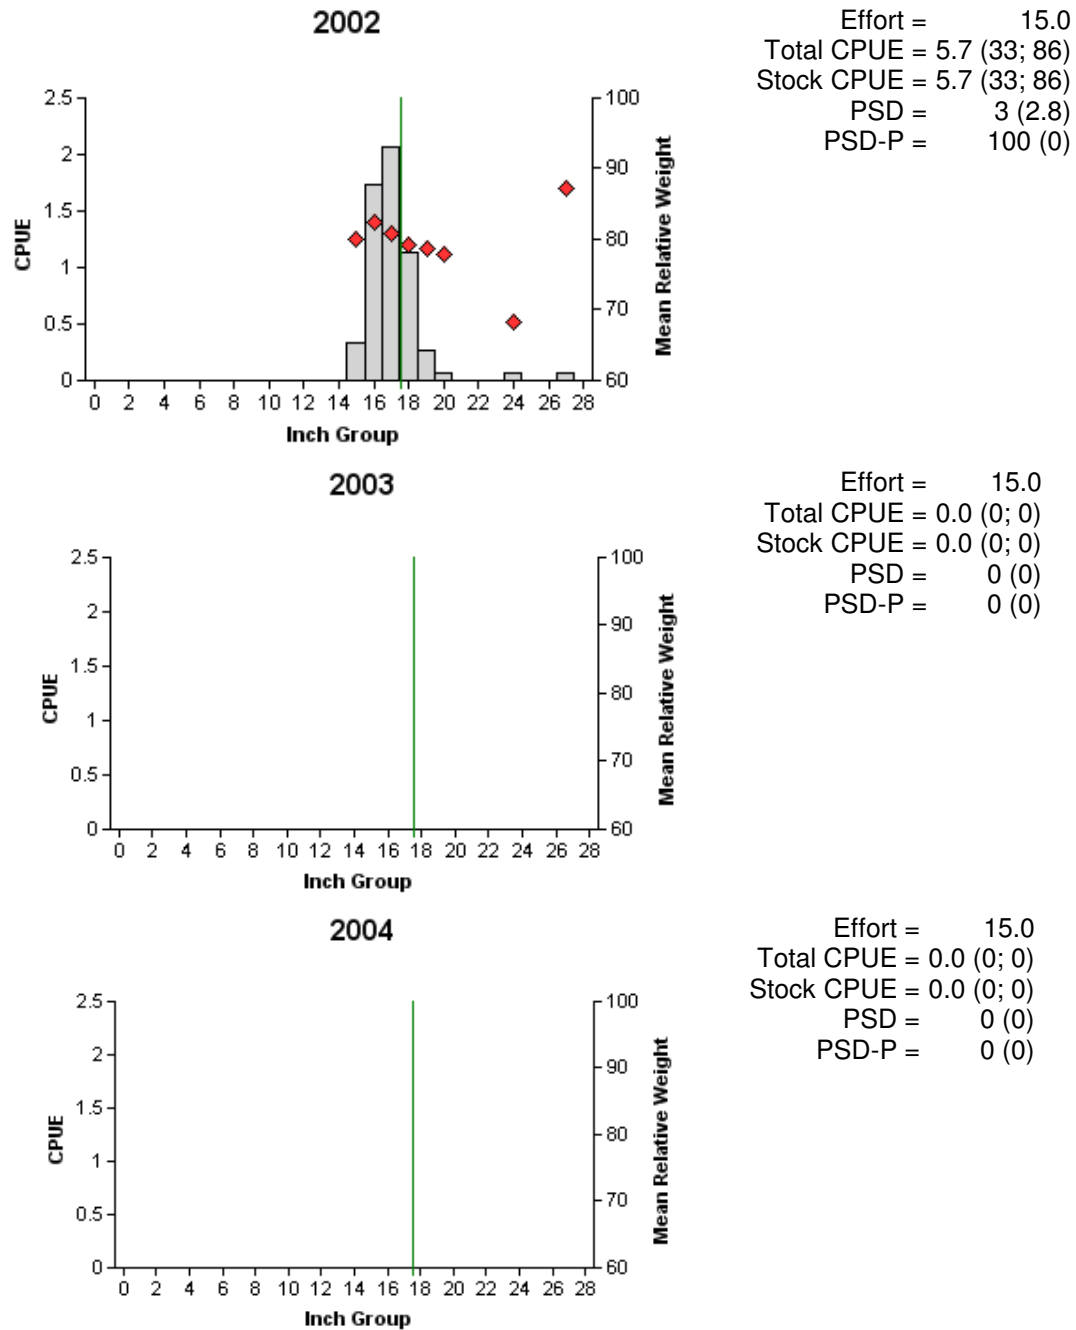 2002
Effort = 15.0
Total CPUE = 5.7 (33; 86)
Stock CPUE = 5.7 (33; 86)
PSD = 3 (2.8)
PSD-P = 100 (0)
2.5
2
1.5
1
0.5
0
CPUE
100
90
80
70
60
Mean Relative Weight
0 2 4 6 8 10 12 14 16 18 20 22 24 26 28
Inch Group
2003
Effort = 15.0
Total CPUE = 0.0 (0; 0)
Stock CPUE = 0.0 (0; 0)
PSD = 0 (0)
PSD-P = 0 (0)
2.5
2
1.5
1
0.5
0
CPUE
100
90
80
70
60
Mean Relative Weight
0 2 4 6 8 10 12 14 16 18 20 22 24 26 28
Inch Group
2004
Effort = 15.0
Total CPUE = 0.0 (0; 0)
Stock CPUE = 0.0 (0; 0)
PSD = 0 (0)
PSD-P = 0 (0)
2.5
2
1.5
1
0.5
0
CPUE
100
90
80
70
60
Mean Relative Weight
0 2 4 6 8 10 12 14 16 18 20 22 24 26 28
Inch Group